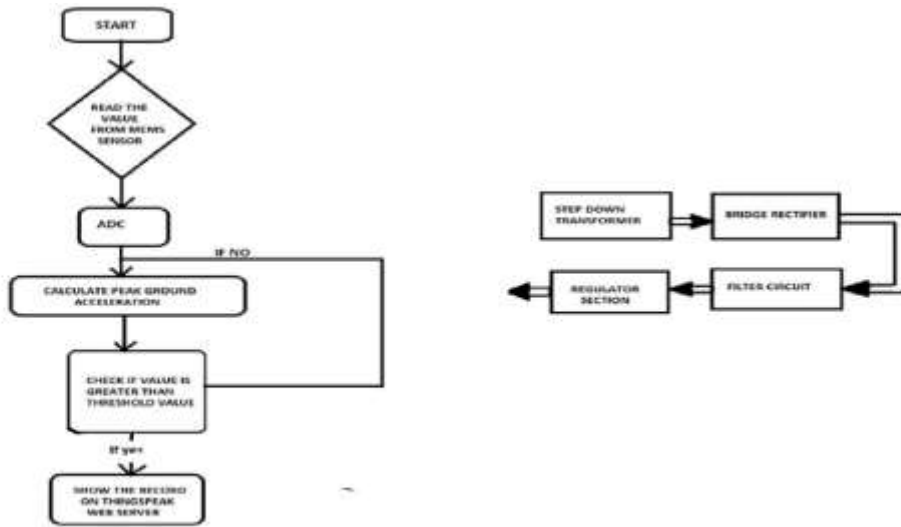 START
READ THE
VALUE
FROM MEMS
SENSOR
ADC
IF NO
CALCULATE PEAK GROUND
ACCELERATION
CHECK IF VALUE IS
GREATER THAN
THRESHOLD VALUE
If yes
SHOW THE RECORD
ON THINGSPEAK
WEB SERVER
STEP DOWN
TRANSFORMER
BRIDGE RECTIFIER
REGULATOR
SECTION
FILTER CIRCUIT